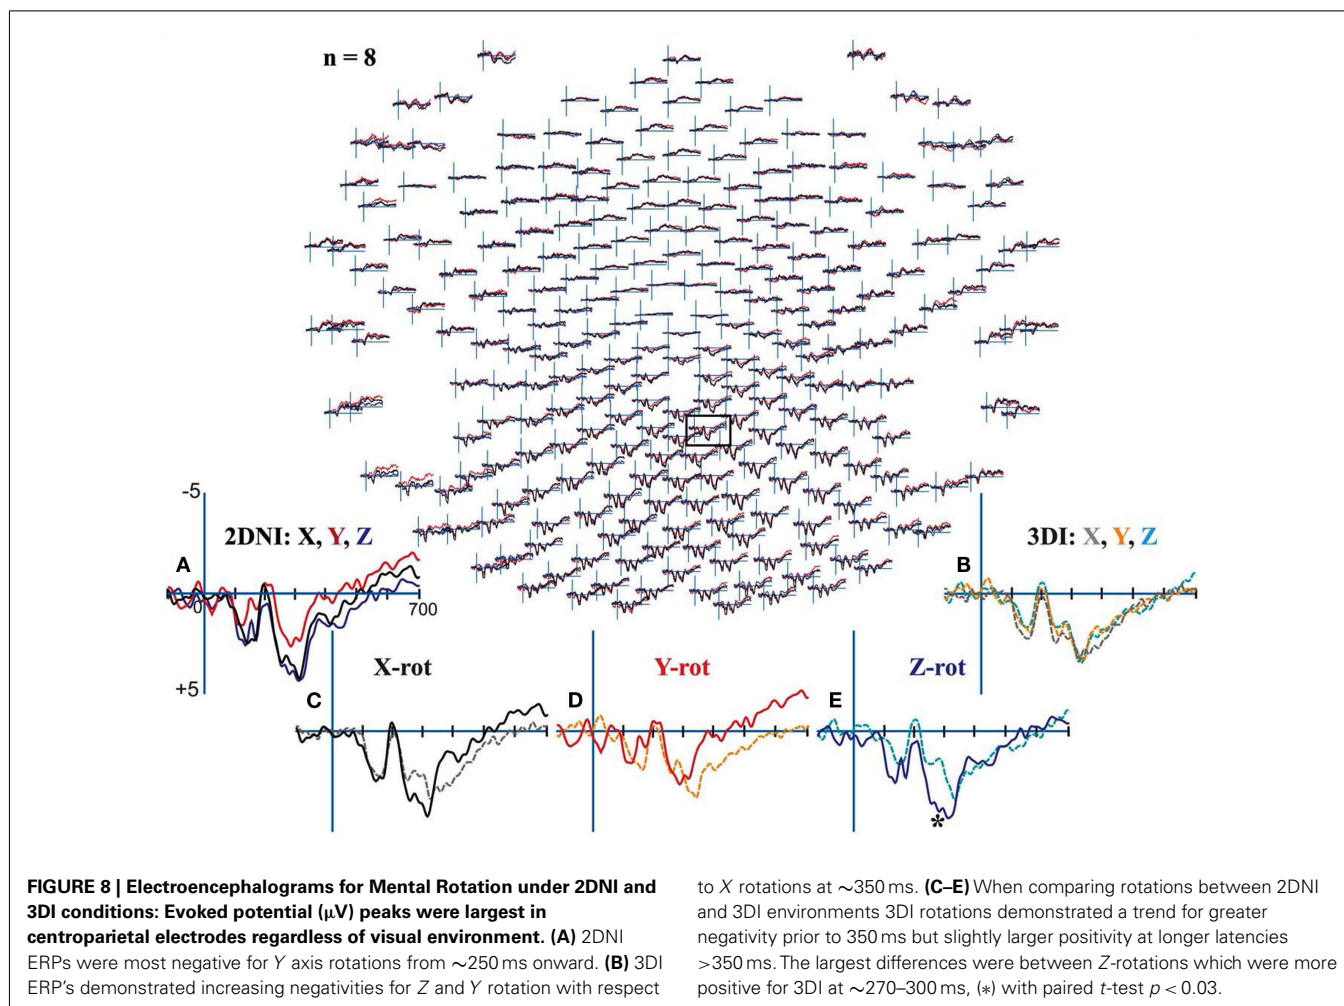 n = 8
-5
2DNI: X, Y, Z
3DI: X, Y, Z
A
B
0
700
+5
X-rot
Y-rot
Z-rot
C
D
E
*
FIGURE 8 | Electroencephalograms for Mental Rotation under 2DNI and
3DI conditions: Evoked potential (μV) peaks were largest in
centroparietal electrodes regardless of visual environment. (A) 2DNI
ERPs were most negative for Y axis rotations from ∼250 ms onward. (B) 3DI
ERP's demonstrated increasing negativities for Z and Y rotation with respect
to X rotations at ∼350 ms. (C–E) When comparing rotations between 2DNI
and 3DI environments 3DI rotations demonstrated a trend for greater
negativity prior to 350 ms but slightly larger positivity at longer latencies
>350 ms. The largest differences were between Z-rotations which were more
positive for 3DI at ∼270–300 ms, (*) with paired t-test p < 0.03.